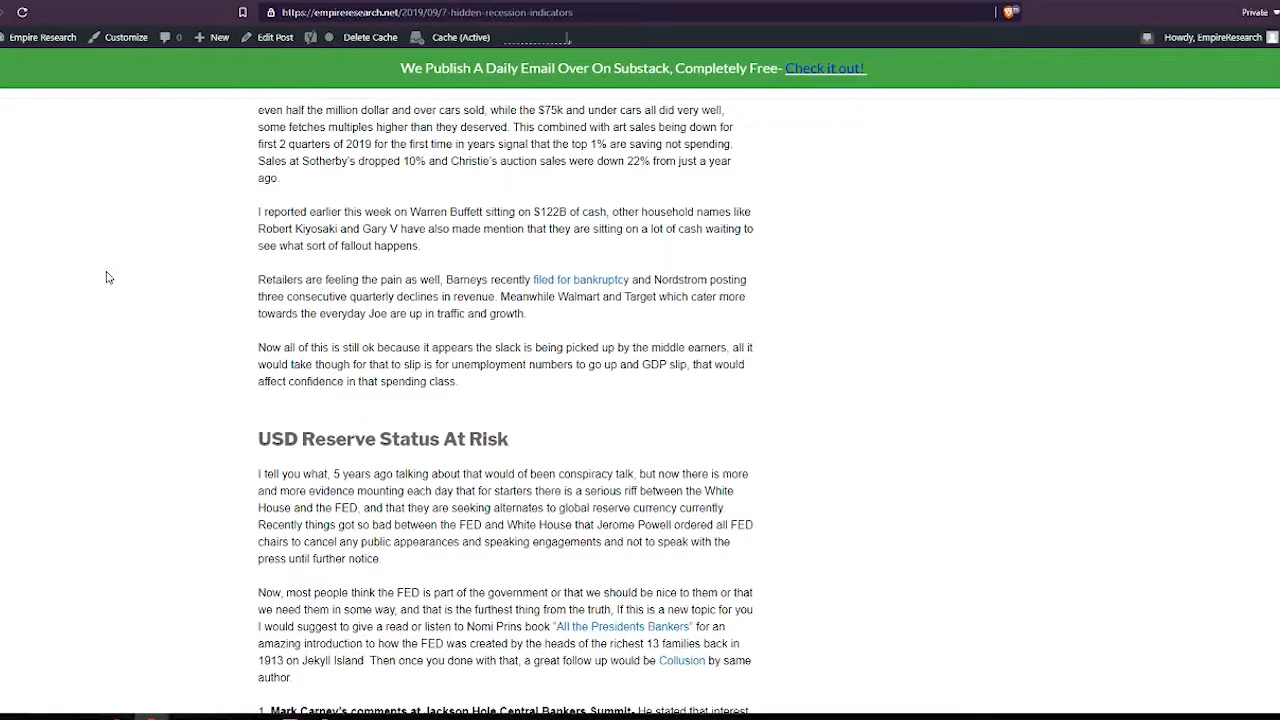 https://empireresearch.net/2019/09/7-hidden-recession-indicators
Private
Empire Research Customize 0 New Edit Post Delete Cache Cache (Active) Howdy, EmpireResearch
We Publish A Daily Email Over On Substack, Completely Free- Check it out!
even half the million dollar and over cars sold, while the $75k and under cars all did very well,
some fetches multiples higher than they deserved. This combined with art sales being down for
first 2 quarters of 2019 for the first time in years signal that the top 1% are saving not spending.
Sales at Sotherby's dropped 10% and Christie's auction sales were down 22% from just a year
ago.
I reported earlier this week on Warren Buffett sitting on $122B of cash, other household names like
Robert Kiyosaki and Gary V have also made mention that they are sitting on a lot of cash waiting to
see what sort of fallout happens.
Retailers are feeling the pain as well, Barneys recently filed for bankruptcy and Nordstrom posting
three consecutive quarterly declines in revenue. Meanwhile Walmart and Target which cater more
towards the everyday Joe are up in traffic and growth.
Now all of this is still ok because it appears the slack is being picked up by the middle earners, all it
would take though for that to slip is for unemployment numbers to go up and GDP slip, that would
affect confidence in that spending class.
USD Reserve Status At Risk
I tell you what, 5 years ago talking about that would of been conspiracy talk, but now there is more
and more evidence mounting each day that for starters there is a serious riff between the White
House and the FED, and that they are seeking alternates to global reserve currency currently.
Recently things got so bad between the FED and White House that Jerome Powell ordered all FED
chairs to cancel any public appearances and speaking engagements and not to speak with the
press until further notice.
Now, most people think the FED is part of the government or that we should be nice to them or that
we need them in some way, and that is the furthest thing from the truth, If this is a new topic for you
I would suggest to give a read or listen to Nomi Prins book "All the Presidents Bankers" for an
amazing introduction to how the FED was created by the heads of the richest 13 families back in
1913 on Jekyll Island. Then once you done with that, a great follow up would be Collusion by same
author.
1. Mark Carney's comments at Jackson Hole Central Bankers Summit- He stated that interest